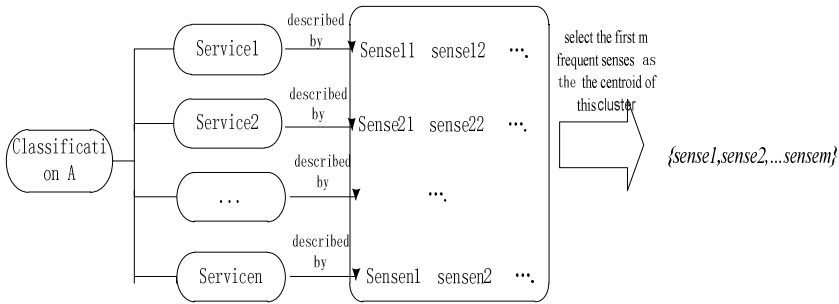 Classificati
on A
Service1
described
by
Sense11 sense12 ….
Service2
described
by
Sense21 sense22 ….
...
described
by
….
Servicen
described
by
Sensen1 sensen2 ….
select the first m
frequent senses as
the the centroid of
this cluster
{sense1,sense2,...sensem}